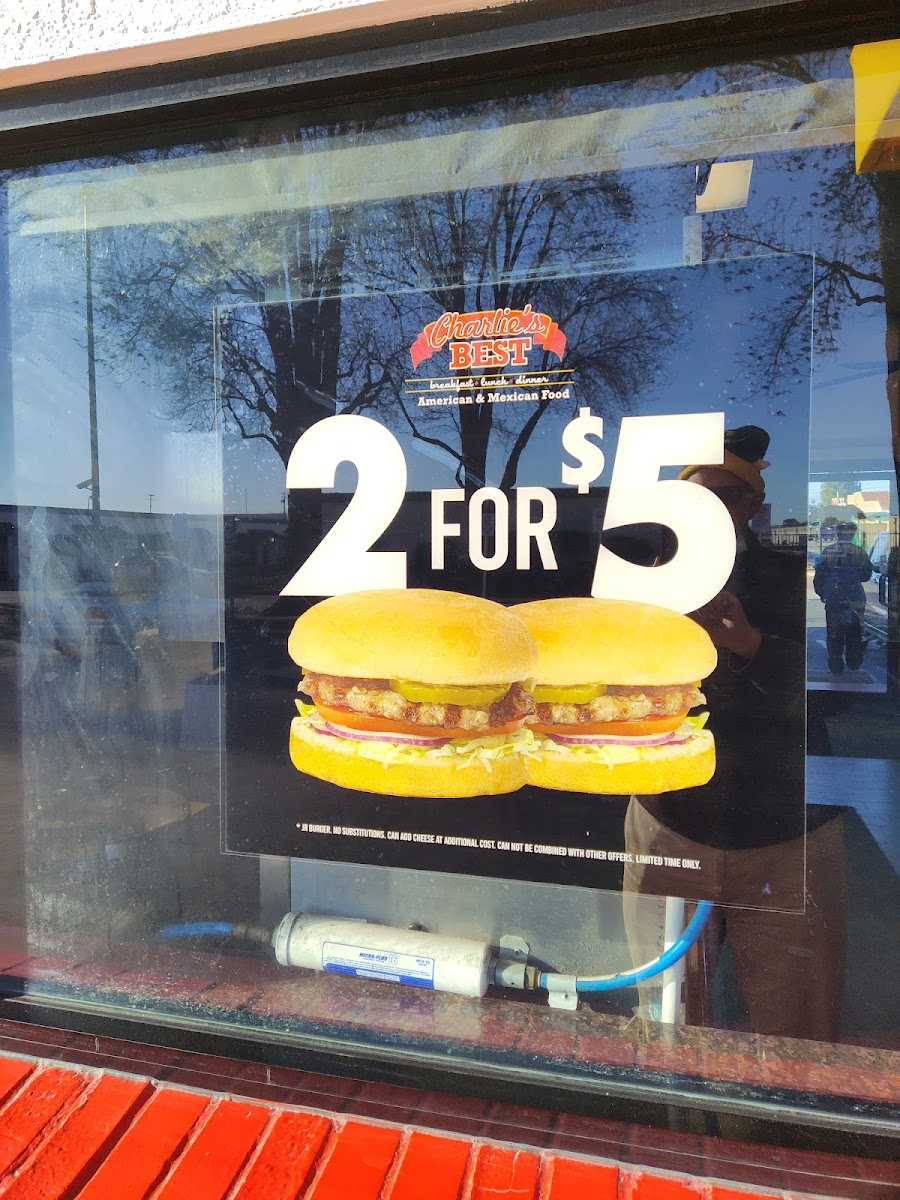 Charlie's
BEST
breakfast • lunch • dinner
American & Mexican Food
2 FOR $5
* JR BURGER. NO SUBSTITUTIONS. CAN ADD CHEESE AT ADDITIONAL COST. CAN NOT BE COMBINED WITH OTHER OFFERS. LIMITED TIME ONLY.